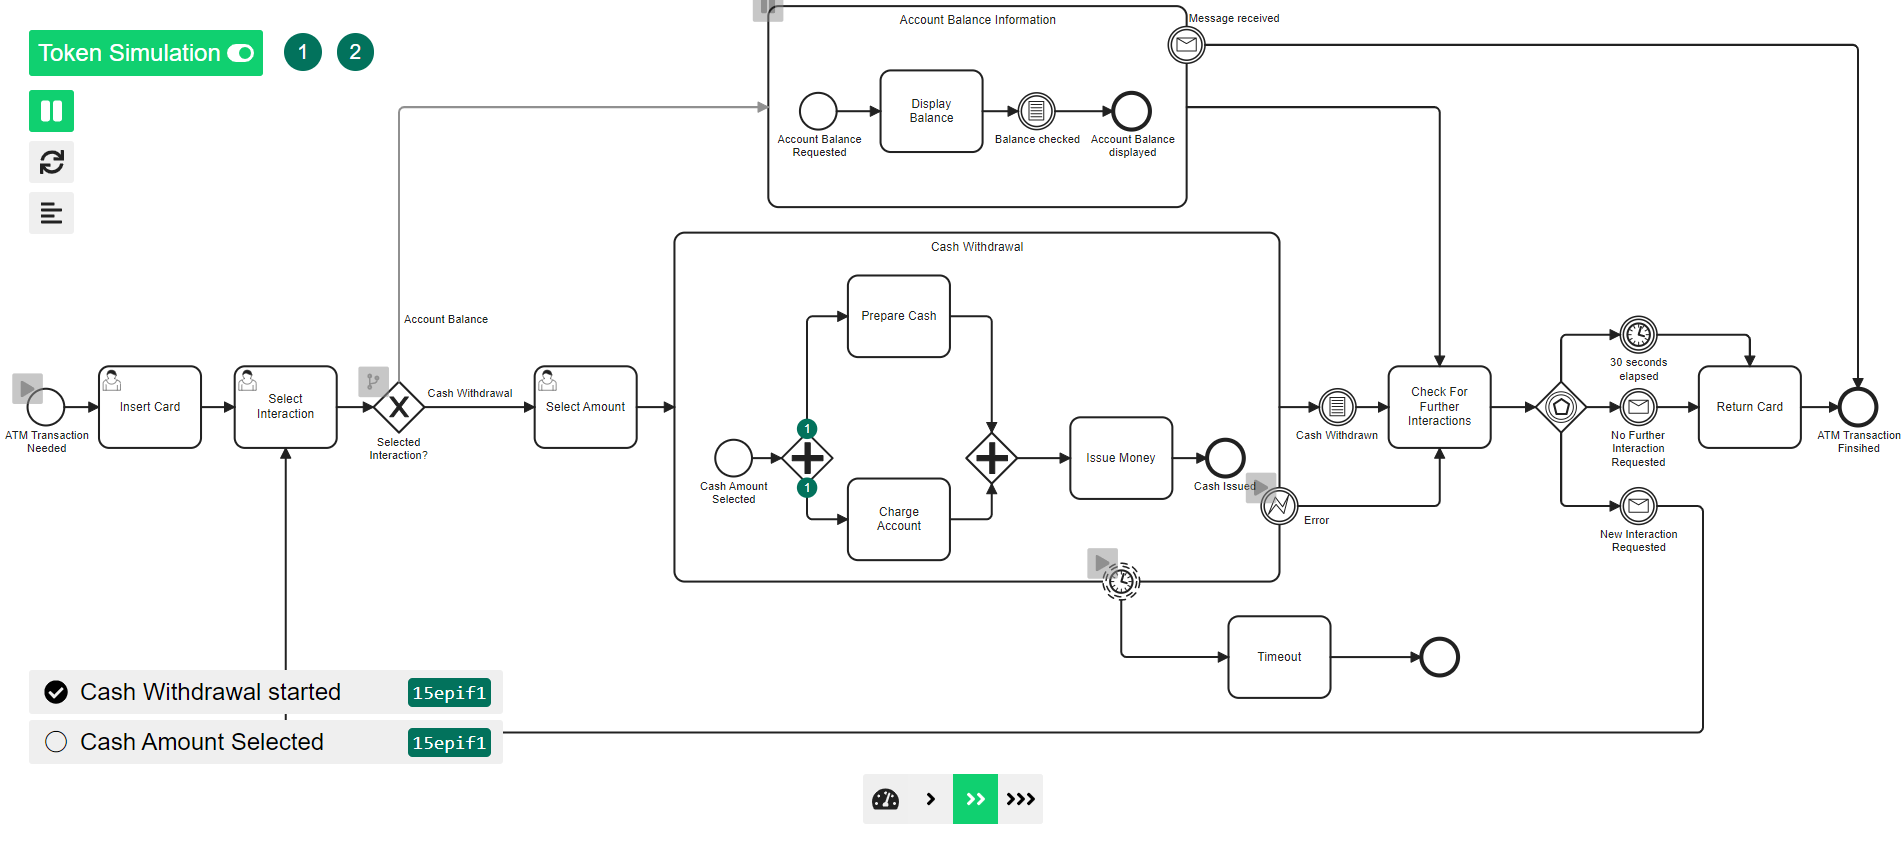 Token Simulation
1
2
Account Balance Information
Message received
Display
Balance
Account Balance
Requested
Balance checked
Account Balance
displayed
Cash Withdrawal
Prepare Cash
Account Balance
Insert Card
Select
Interaction
Cash Withdrawal
Select Amount
ATM Transaction
Needed
Selected
Interaction?
1
Cash Amount
Selected
1
Charge
Account
Issue Money
Cash Issued
Error
Cash Withdrawn
Check For
Further
Interactions
30 seconds
elapsed
No Further
Interaction
Requested
Return Card
ATM Transaction
Finsihed
New Interaction
Requested
Timeout
Cash Withdrawal started
15epif1
Cash Amount Selected
15epif1